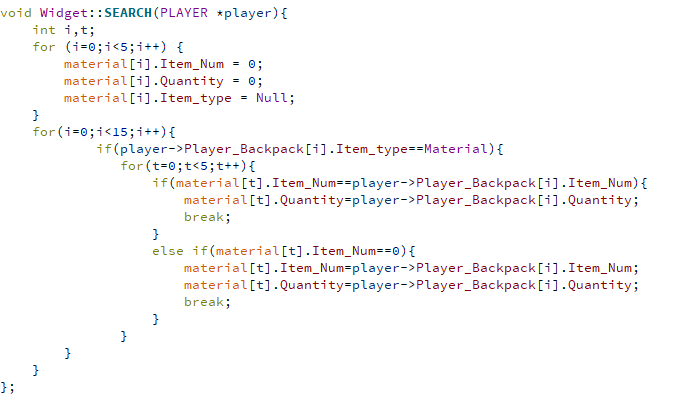 void Widget::SEARCH(PLAYER *player){
    int i,t;
    for (i=0;i<5;i++) {
        material[i].Item_Num = 0;
        material[i].Quantity = 0;
        material[i].Item_type = Null;
    }
    for(i=0;i<15;i++){
            if(player->Player_Backpack[i].Item_type==Material){
               for(t=0;t<5;t++){
                   if(material[t].Item_Num==player->Player_Backpack[i].Item_Num){
                       material[t].Quantity=player->Player_Backpack[i].Quantity;
                       break;
                   }
                   else if(material[t].Item_Num==0){
                       material[t].Item_Num=player->Player_Backpack[i].Item_Num;
                       material[t].Quantity=player->Player_Backpack[i].Quantity;
                       break;
                   }
               }
        }
    }
};